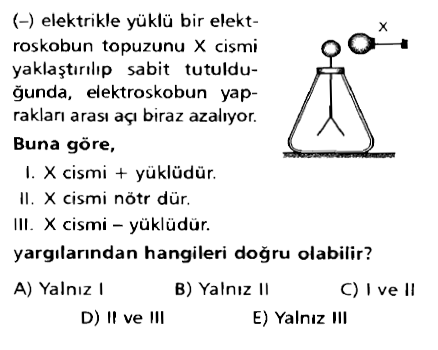 (–) elektrikle yüklü bir elekt-
roskobun topuzunu X cismi
yaklaştırılıp sabit tutuldu-
ğunda, elektroskobun yap-
rakları arası açı biraz azalıyor.
X
Buna göre,
I. X cismi + yüklüdür.
II. X cismi nötr dür.
III. X cismi – yüklüdür.
yargılarından hangileri doğru olabilir?
A) Yalnız I B) Yalnız II C) I ve II
D) II ve III E) Yalnız III